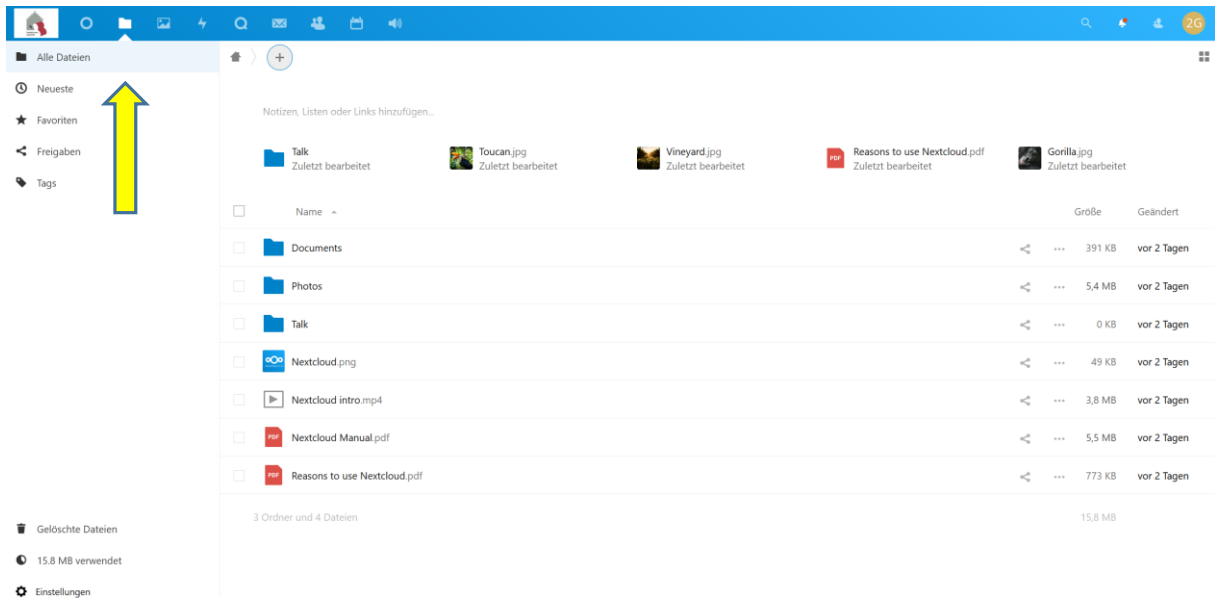 2G
Alle Dateien
Neueste
Favoriten
Freigaben
Tags
+
Notizen, Listen oder Links hinzufügen...
Talk
Zuletzt bearbeitet
Toucan.jpg
Zuletzt bearbeitet
Vineyard.jpg
Zuletzt bearbeitet
PDF
Reasons to use Nextcloud.pdf
Zuletzt bearbeitet
Gorilla.jpg
Zuletzt bearbeitet
Name Größe Geändert
Documents 391 KB vor 2 Tagen
Photos 5,4 MB vor 2 Tagen
Talk 0 KB vor 2 Tagen
Nextcloud.png 49 KB vor 2 Tagen
Nextcloud intro.mp4 3,8 MB vor 2 Tagen
PDF Nextcloud Manual.pdf 5,5 MB vor 2 Tagen
PDF Reasons to use Nextcloud.pdf 773 KB vor 2 Tagen
3 Ordner und 4 Dateien 15,8 MB
Gelöschte Dateien
15.8 MB verwendet
Einstellungen